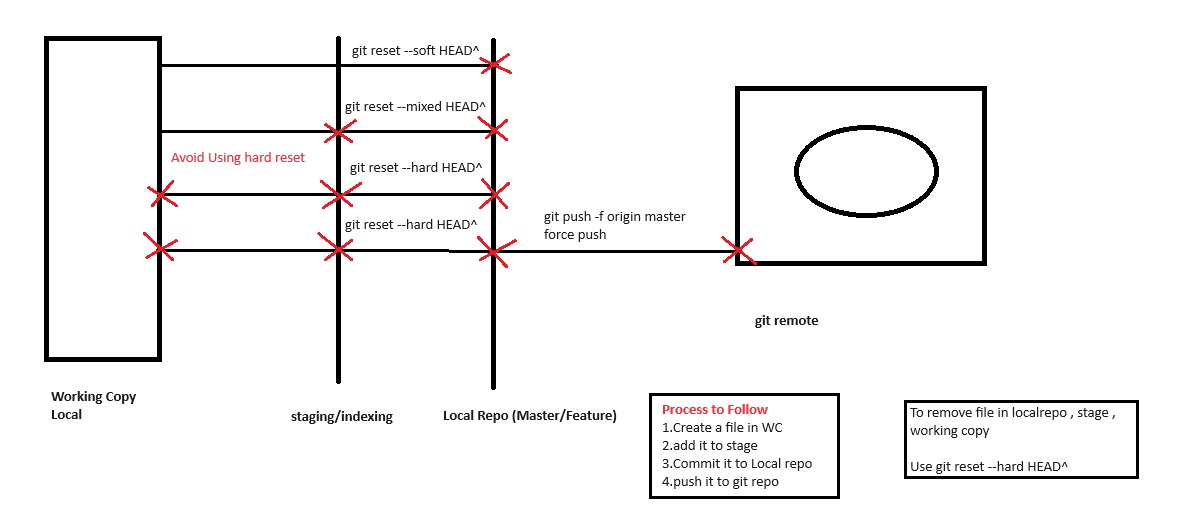 git reset --soft HEAD^
git reset --mixed HEAD^
Avoid Using hard reset
git reset --hard HEAD^
git reset --hard HEAD^
git push -f origin master
force push
git remote
Working Copy
Local
staging/indexing
Local Repo (Master/Feature)
Process to Follow
1.Create a file in WC
2.add it to stage
3.Commit it to Local repo
4.push it to git repo
To remove file in localrepo , stage ,
working copy
Use git reset --hard HEAD^